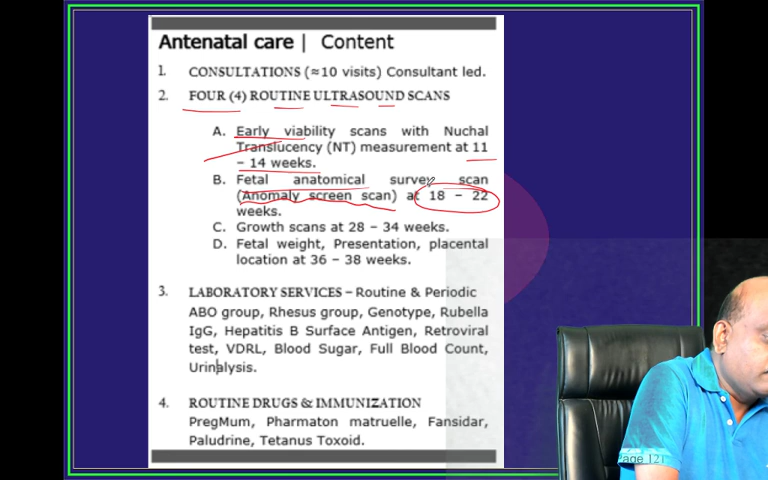 Antenatal care | Content
1. CONSULTATIONS (≈10 visits) Consultant led.
2. FOUR (4) ROUTINE ULTRASOUND SCANS
A. Early viability scans with Nuchal
Translucency (NT) measurement at 11
– 14 weeks.
B. Fetal anatomical survey scan
(Anomaly screen scan) at 18 – 22
weeks.
C. Growth scans at 28 – 34 weeks.
D. Fetal weight, Presentation, placental
location at 36 – 38 weeks.
3. LABORATORY SERVICES – Routine & Periodic
ABO group, Rhesus group, Genotype, Rubella
IgG, Hepatitis B Surface Antigen, Retroviral
test, VDRL, Blood Sugar, Full Blood Count,
Urinalysis.
4. ROUTINE DRUGS & IMMUNIZATION
PregMum, Pharmaton matruelle, Fansidar,
Paludrine, Tetanus Toxoid.